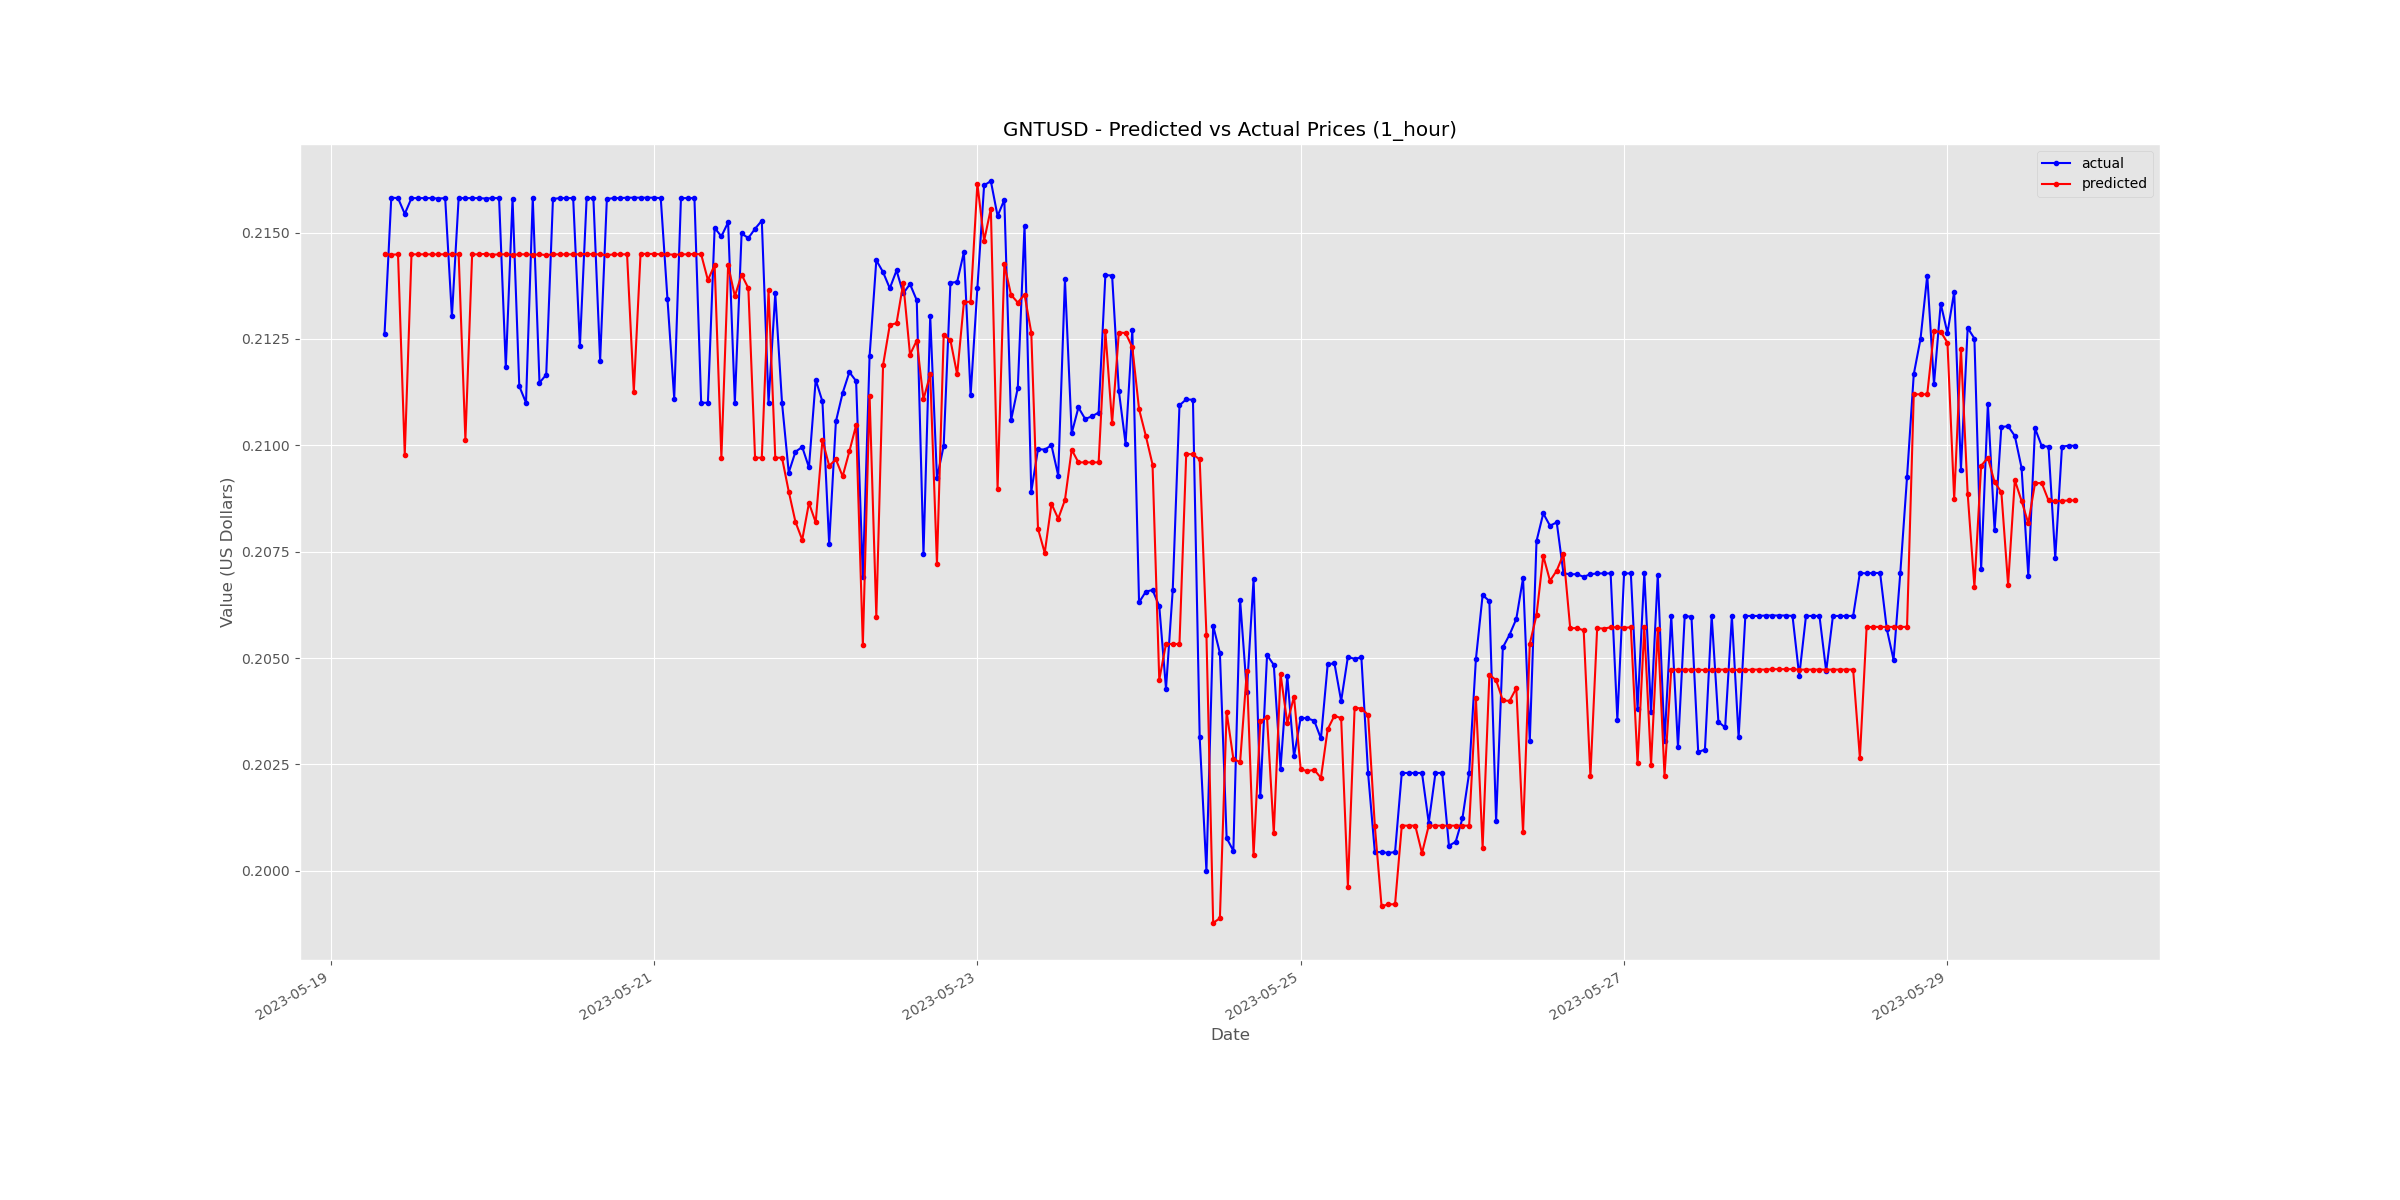 GNTUSD - Predicted vs Actual Prices (1_hour)
actual
predicted
Value (US Dollars)
0.2150
0.2125
0.2100
0.2075
0.2050
0.2025
0.2000
2023-05-19
2023-05-21
2023-05-23
2023-05-25
2023-05-27
2023-05-29
Date